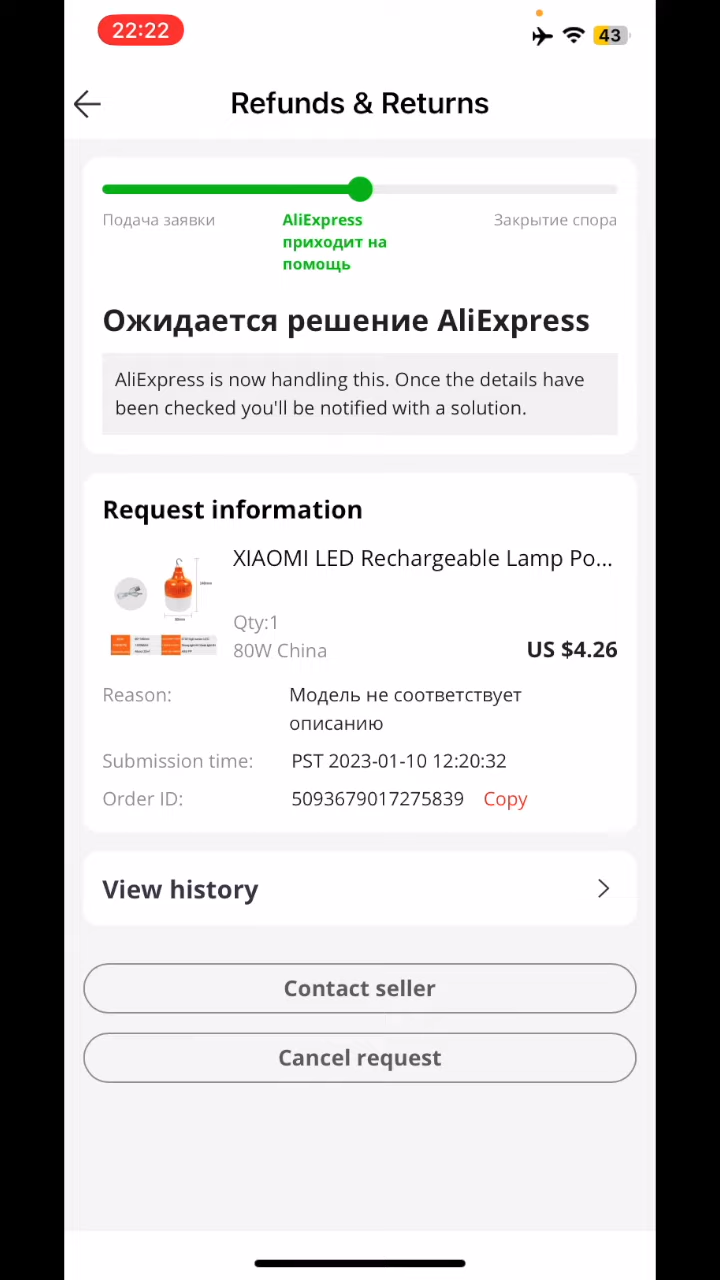 22:22
43
Refunds & Returns
Подача заявки
AliExpress
приходит на
помощь
Закрытие спора
Ожидается решение AliExpress
AliExpress is now handling this. Once the details have
been checked you'll be notified with a solution.
Request information
XIAOMI LED Rechargeable Lamp Po...
Qty:1
80W China
US $4.26
Reason:
Модель не соответствует
описанию
Submission time:
PST 2023-01-10 12:20:32
Order ID:
5093679017275839 Copy
View history
Contact seller
Cancel request